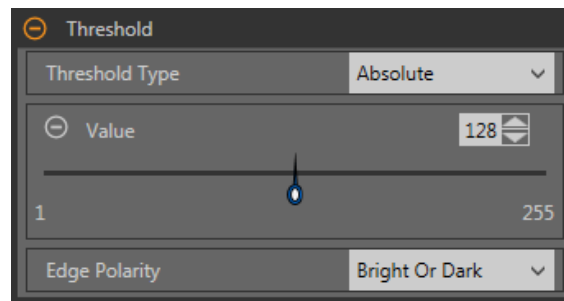 Threshold
Threshold Type Absolute
Value 128
1 255
Edge Polarity Bright Or Dark